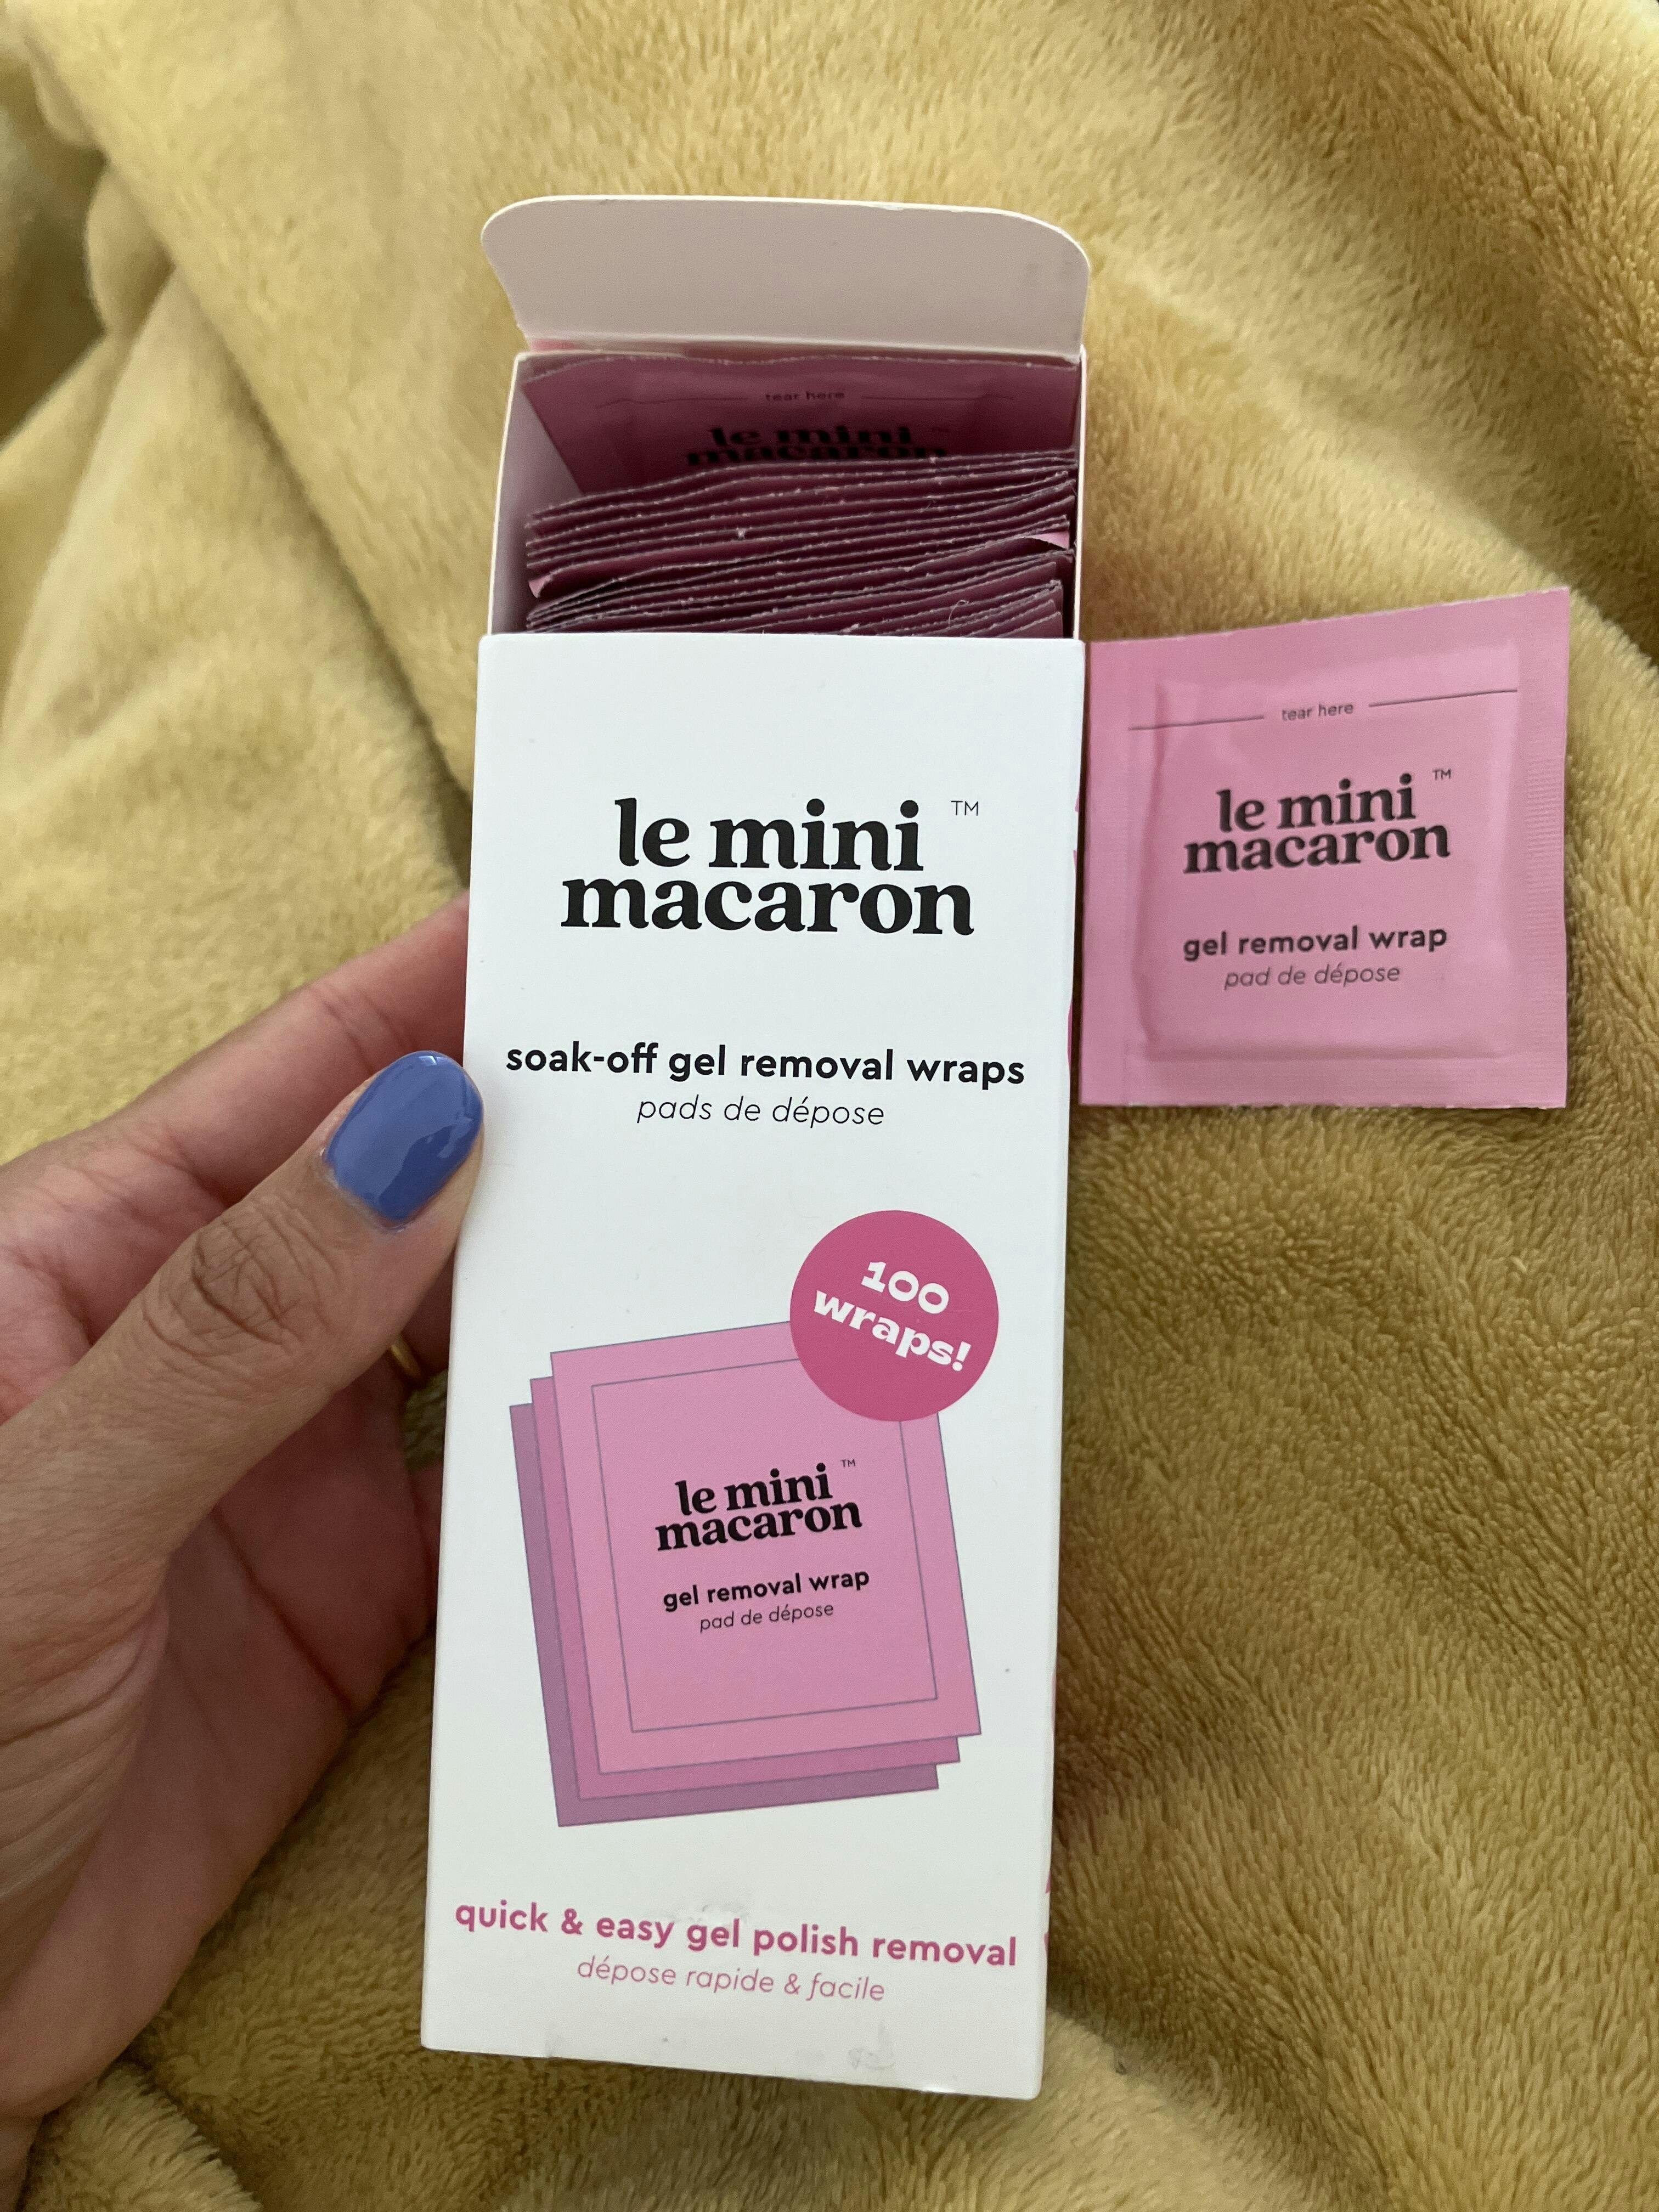 tear here
le mini ™
macaron
le mini ™
macaron
soak-off gel removal wraps
pads de dépose
100
wraps!
le mini ™
macaron
gel removal wrap
pad de dépose
quick & easy gel polish removal
dépose rapide & facile
tear here
le mini ™
macaron
gel removal wrap
pad de dépose